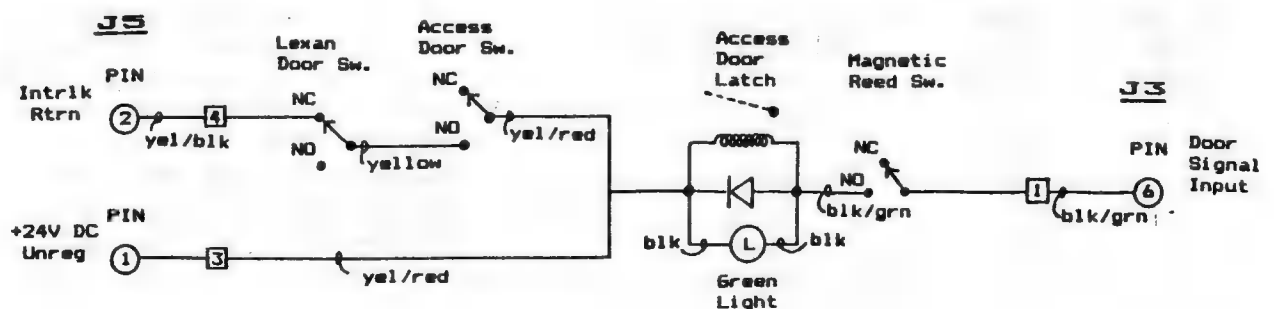 J5
PIN
Intrlk
Rtrn
2
yel/blk
4
Lexan
Door Sw.
NC
NO
yellow
Access
Door Sw.
NC
NO
yel/red
PIN
+24V DC
Unreg
1
3
yel/red
Access
Door
Latch
blk
L
blk
Green
Light
Magnetic
Reed Sw.
NC
NO
blk/grn
1
blk/grn
J3
PIN
6
Door
Signal
Input